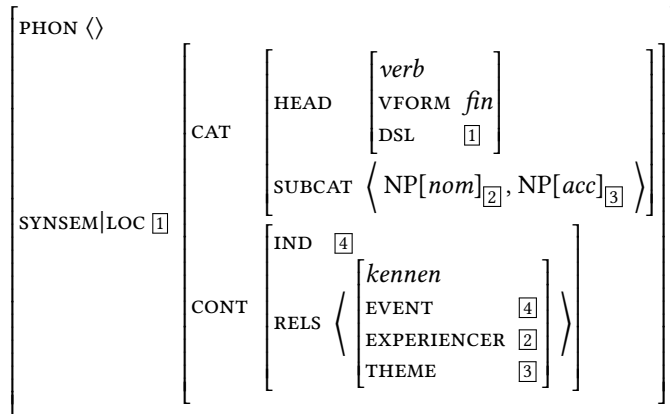 PHON ⟨⟩
verb
HEAD VFORM fin
DSL 1
CAT
SUBCAT ⟨ NP[nom]2, NP[acc]3 ⟩
SYNSEM|LOC 1
IND 4
kennen
CONT EVENT 4
RELS ⟨ ⟩
EXPERIENCER 2
THEME 3